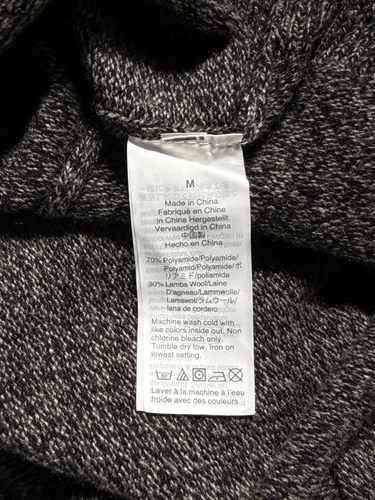 M
Made in China
Fabriqué en Chine
in China Hergestellt
Vervaardigd in China
中国製
Hecho en China
70% Polyamide/Polyamide/
Polyamid/Polyamide/ポ
リアミド/poliamida
30% Lambs Wool/Laine
D'agneau/Lammwolle/
Lamswol/ラムウール/
lana de cordero
Machine wash cold with
like colors inside out. Non
chlorine bleach only.
Tumble dry low. Iron on
lowest setting.
Laver à la machine à l'eau
froide avec des couleurs